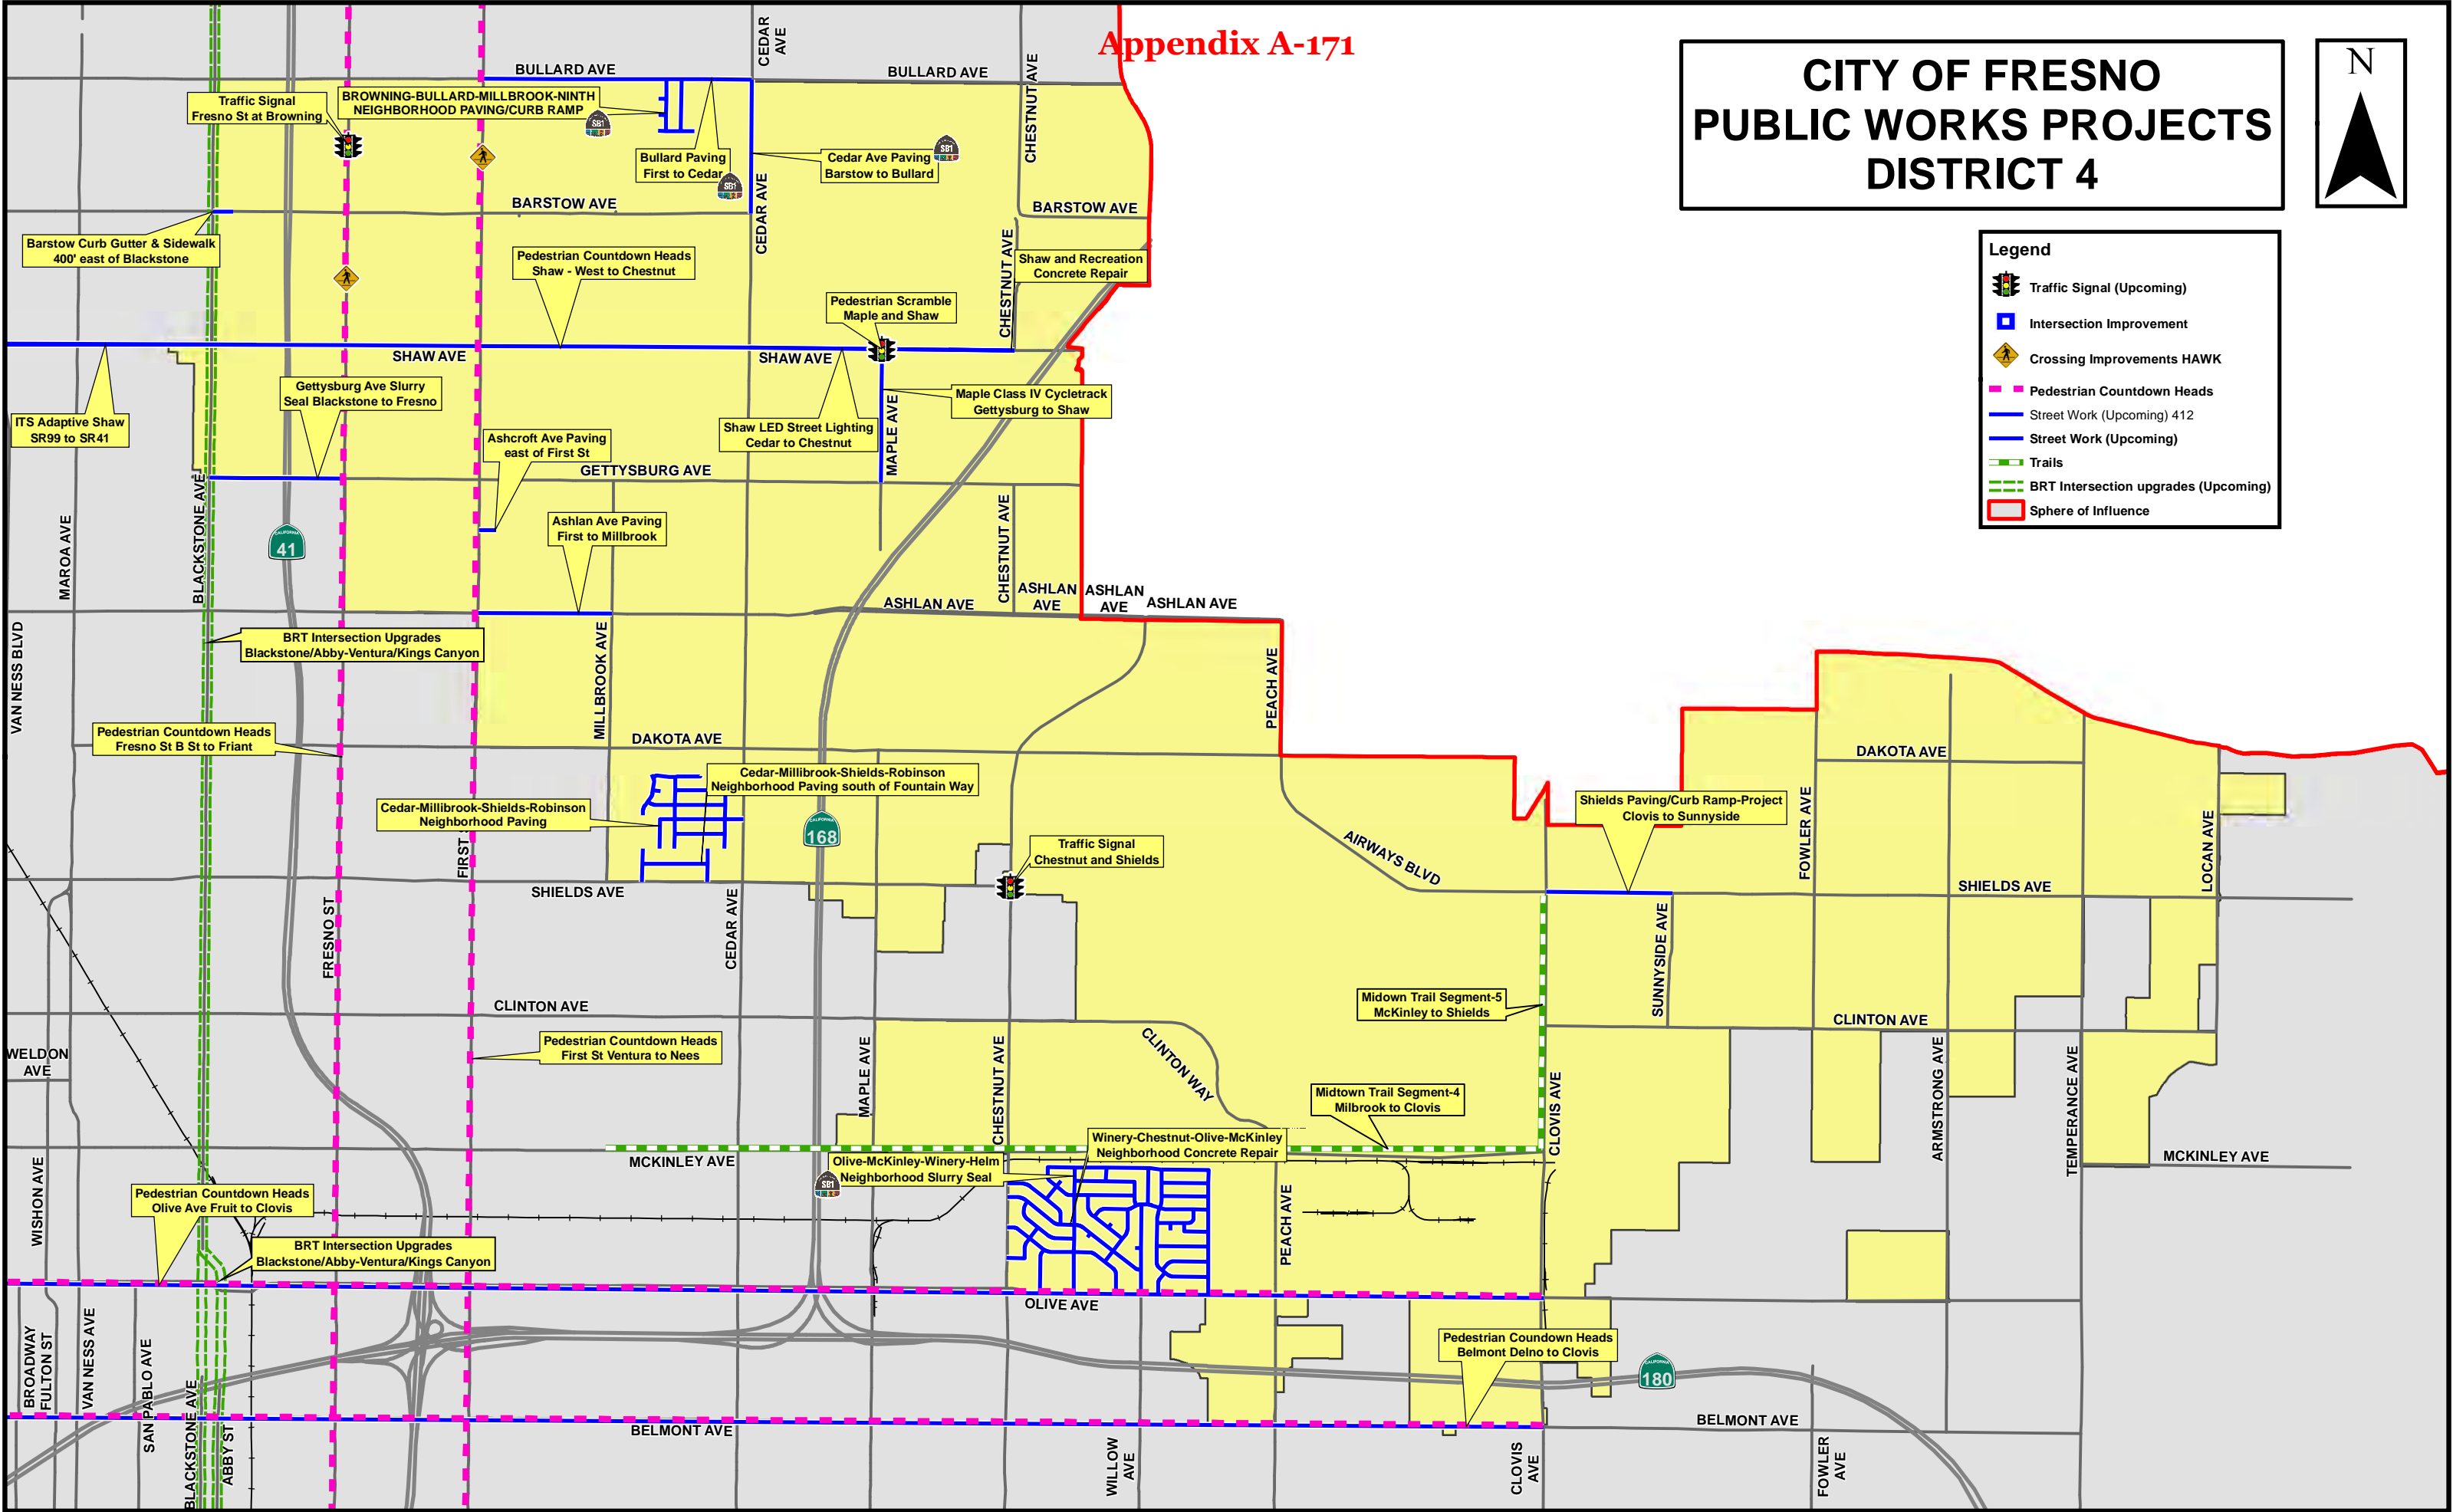 Appendix A-171
CITY OF FRESNO
PUBLIC WORKS PROJECTS
DISTRICT 4
N
Legend
Traffic Signal (Upcoming)
Intersection Improvement
Crossing Improvements HAWK
Pedestrian Countdown Heads
Street Work (Upcoming) 412
Street Work (Upcoming)
Trails
BRT Intersection upgrades (Upcoming)
Sphere of Influence
CEDAR
AVE
BULLARD AVE
BULLARD AVE
CHESTNUT AVE
Traffic Signal
Fresno St at Browning
BROWNING-BULLARD-MILLBROOK-NINTH
NEIGHBORHOOD PAVING/CURB RAMP
SB1
Bullard Paving
First to Cedar
SB1
Cedar Ave Paving
Barstow to Bullard
SB1
BARSTOW AVE
CEDAR AVE
BARSTOW AVE
Barstow Curb Gutter & Sidewalk
400' east of Blackstone
Pedestrian Countdown Heads
Shaw - West to Chestnut
CHESTNUT AVE
Shaw and Recreation
Concrete Repair
Pedestrian Scramble
Maple and Shaw
SHAW AVE
SHAW AVE
Gettysburg Ave Slurry
Seal Blackstone to Fresno
ITS Adaptive Shaw
SR99 to SR41
Maple Class IV Cycletrack
Gettysburg to Shaw
Shaw LED Street Lighting
Cedar to Chestnut
MAPLE AVE
Ashcroft Ave Paving
east of First St
GETTYSBURG AVE
MAROA AVE
BLACKSTONE AVE
CALIFORNIA
41
Ashlan Ave Paving
First to Millbrook
CHESTNUT AVE
ASHLAN AVE
ASHLAN
AVE
ASHLAN
AVE
ASHLAN AVE
VAN NESS BLVD
BRT Intersection Upgrades
Blackstone/Abby-Ventura/Kings Canyon
MILLBROOK AVE
PEACH AVE
Pedestrian Countdown Heads
Fresno St B St to Friant
DAKOTA AVE
DAKOTA AVE
Cedar-Millibrook-Shields-Robinson
Neighborhood Paving south of Fountain Way
Cedar-Millibrook-Shields-Robinson
Neighborhood Paving
CALIFORNIA
168
Shields Paving/Curb Ramp-Project
Clovis to Sunnyside
FOWLER AVE
LOCAN AVE
FIRST S
Traffic Signal
Chestnut and Shields
AIRWAYS BLVD
SHIELDS AVE
SHIELDS AVE
FRESNO ST
CEDAR AVE
SUNNYSIDE AVE
CLINTON AVE
Midown Trail Segment-5
McKinley to Shields
CLINTON AVE
WELDON
AVE
Pedestrian Countdown Heads
First St Ventura to Nees
MAPLE AVE
CHESTNUT AVE
CLINTON WAY
Midtown Trail Segment-4
Milbrook to Clovis
CLOVIS AVE
ARMSTRONG AVE
TEMPERANCE AVE
MCKINLEY AVE
Winery-Chestnut-Olive-McKinley
Neighborhood Concrete Repair
MCKINLEY AVE
Olive-McKinley-Winery-Helm
Neighborhood Slurry Seal
SB1
WISHON AVE
Pedestrian Countdown Heads
Olive Ave Fruit to Clovis
BRT Intersection Upgrades
Blackstone/Abby-Ventura/Kings Canyon
PEACH AVE
OLIVE AVE
BROADWAY
FULTON ST
VAN NESS AVE
SAN PABLO AVE
BLACKSTONE AVE
ABBY ST
Pedestrian Coundown Heads
Belmont Delno to Clovis
CALIFORNIA
180
BELMONT AVE
BELMONT AVE
WILLOW
AVE
CLOVIS
AVE
FOWLER
AVE